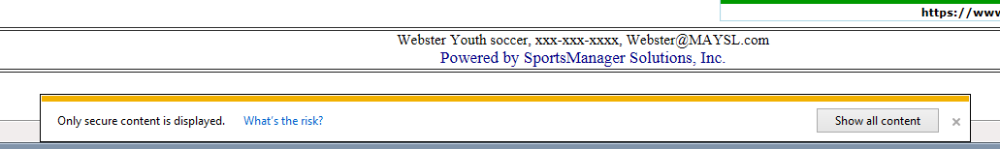 https://www
Webster Youth soccer, xxx-xxx-xxxx, Webster@MAYSL.com
Powered by SportsManager Solutions, Inc.
Only secure content is displayed. What's the risk? Show all content ×